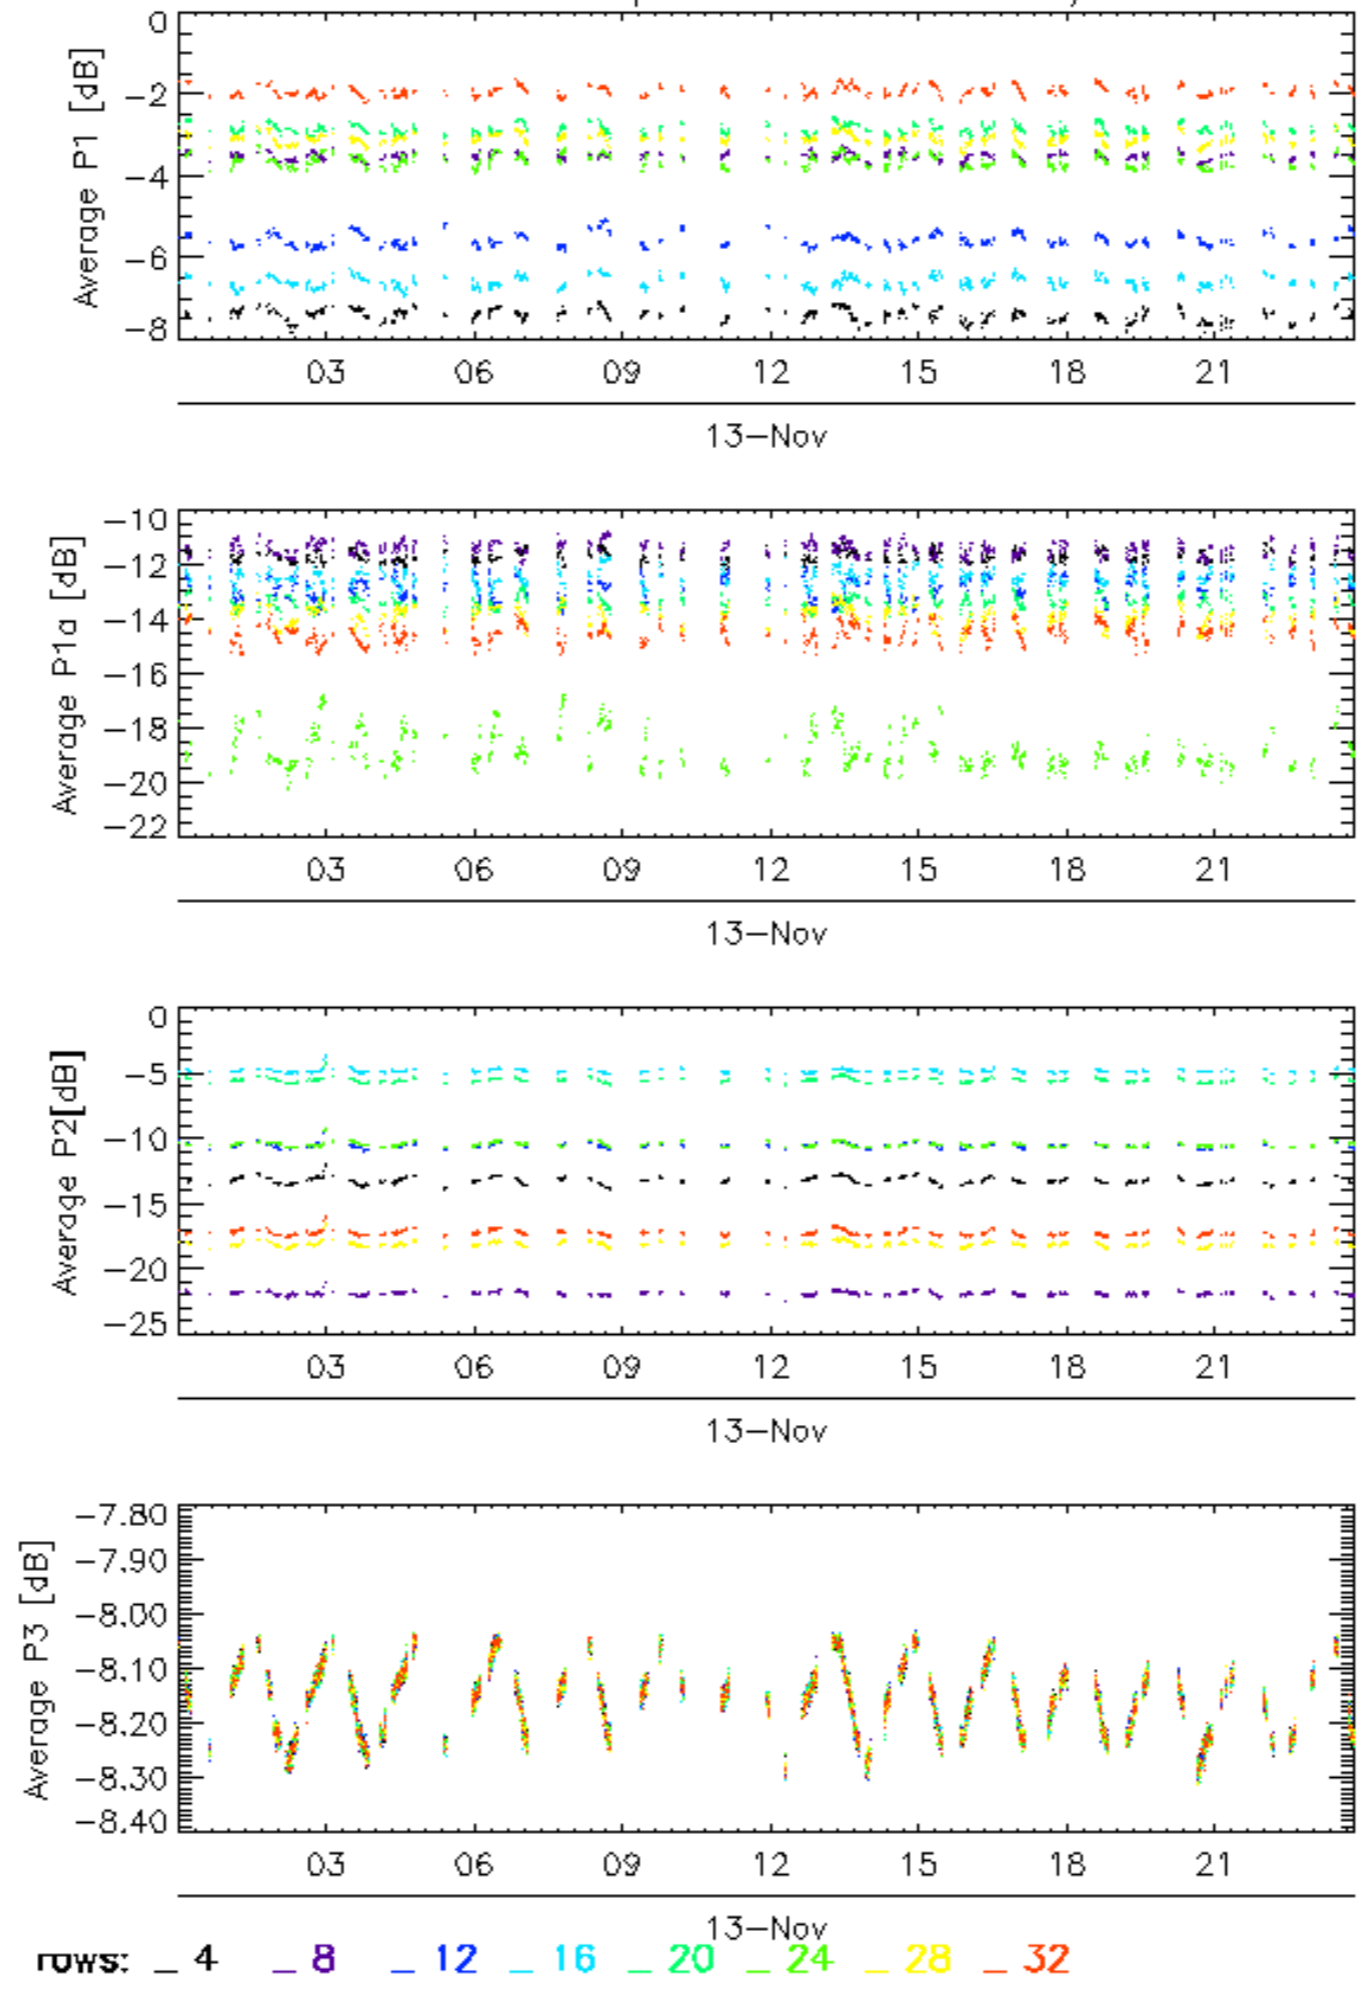 0
−2
−4
−6
−8
Average P1 [dB]
03 06 09 12 15 18 21
13−Nov
−10
−12
−14
−16
−18
−20
−22
Average P1a [dB]
03 06 09 12 15 18 21
13−Nov
0
−5
−10
−15
−20
−25
Average P2[dB]
03 06 09 12 15 18 21
13−Nov
−7.80
−7.90
−8.00
−8.10
−8.20
−8.30
−8.40
Average P3 [dB]
03 06 09 12 15 18 21
13−Nov
rows: _ 4 _ 8 _ 12 _ 16 _ 20 _ 24 _ 28 _ 32